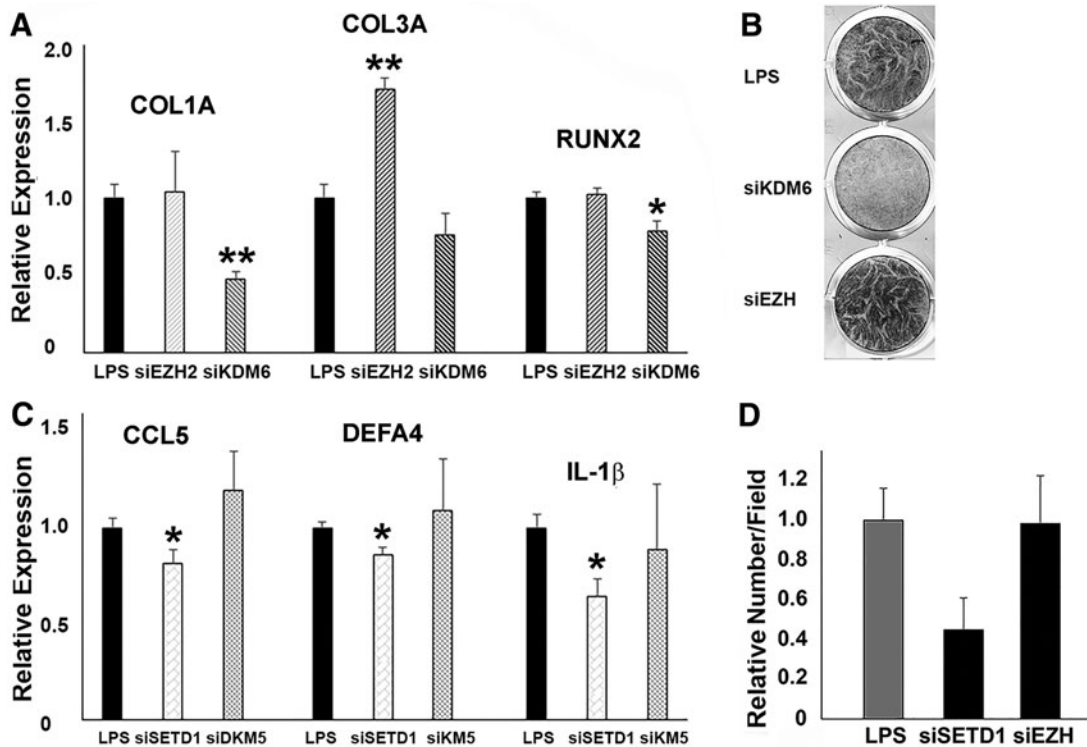 A
COL3A
2.0
**
COL1A
1.5
RUNX2
1.0
*
**
0.5
0
Relative Expression
LPS siEZH2 siKDM6
LPS siEZH2 siKDM6
LPS siEZH2 siKDM6
B
LPS
siKDM6
siEZH
C
1.5
CCL5
DEFA4
IL-1β
1.0
*
*
*
0.5
0
Relative Expression
LPS siSETD1 siDKM5
LPS siSETD1 siKM5
LPS siSETD1 siKM5
D
1.2
1.0
0.8
0.6
0.4
0.2
0
Relative Number/Field
LPS siSETD1 siEZH